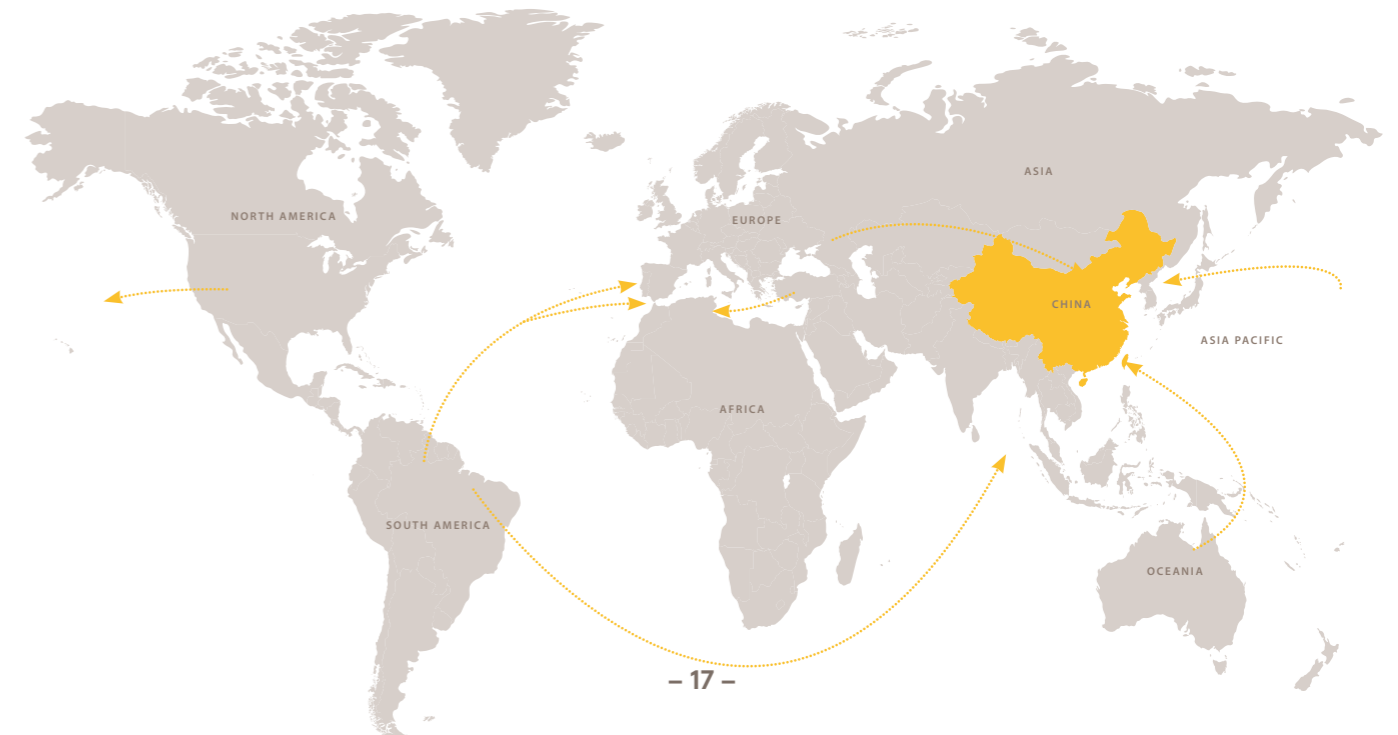 ASIA
NORTH AMERICA
EUROPE
CHINA
ASIA PACIFIC
AFRICA
SOUTH AMERICA
OCEANIA
– 17 –